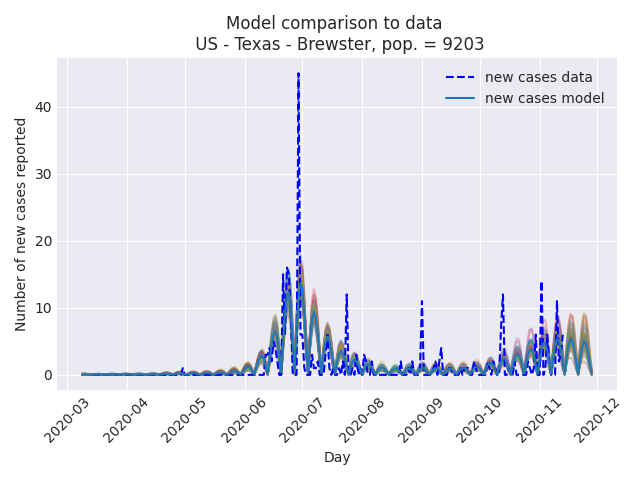 Model comparison to data
US - Texas - Brewster, pop. = 9203
new cases data
new cases model
Number of new cases reported
40
30
20
10
0
2020-03
2020-04
2020-05
2020-06
2020-07
2020-08
2020-09
2020-10
2020-11
2020-12
Day